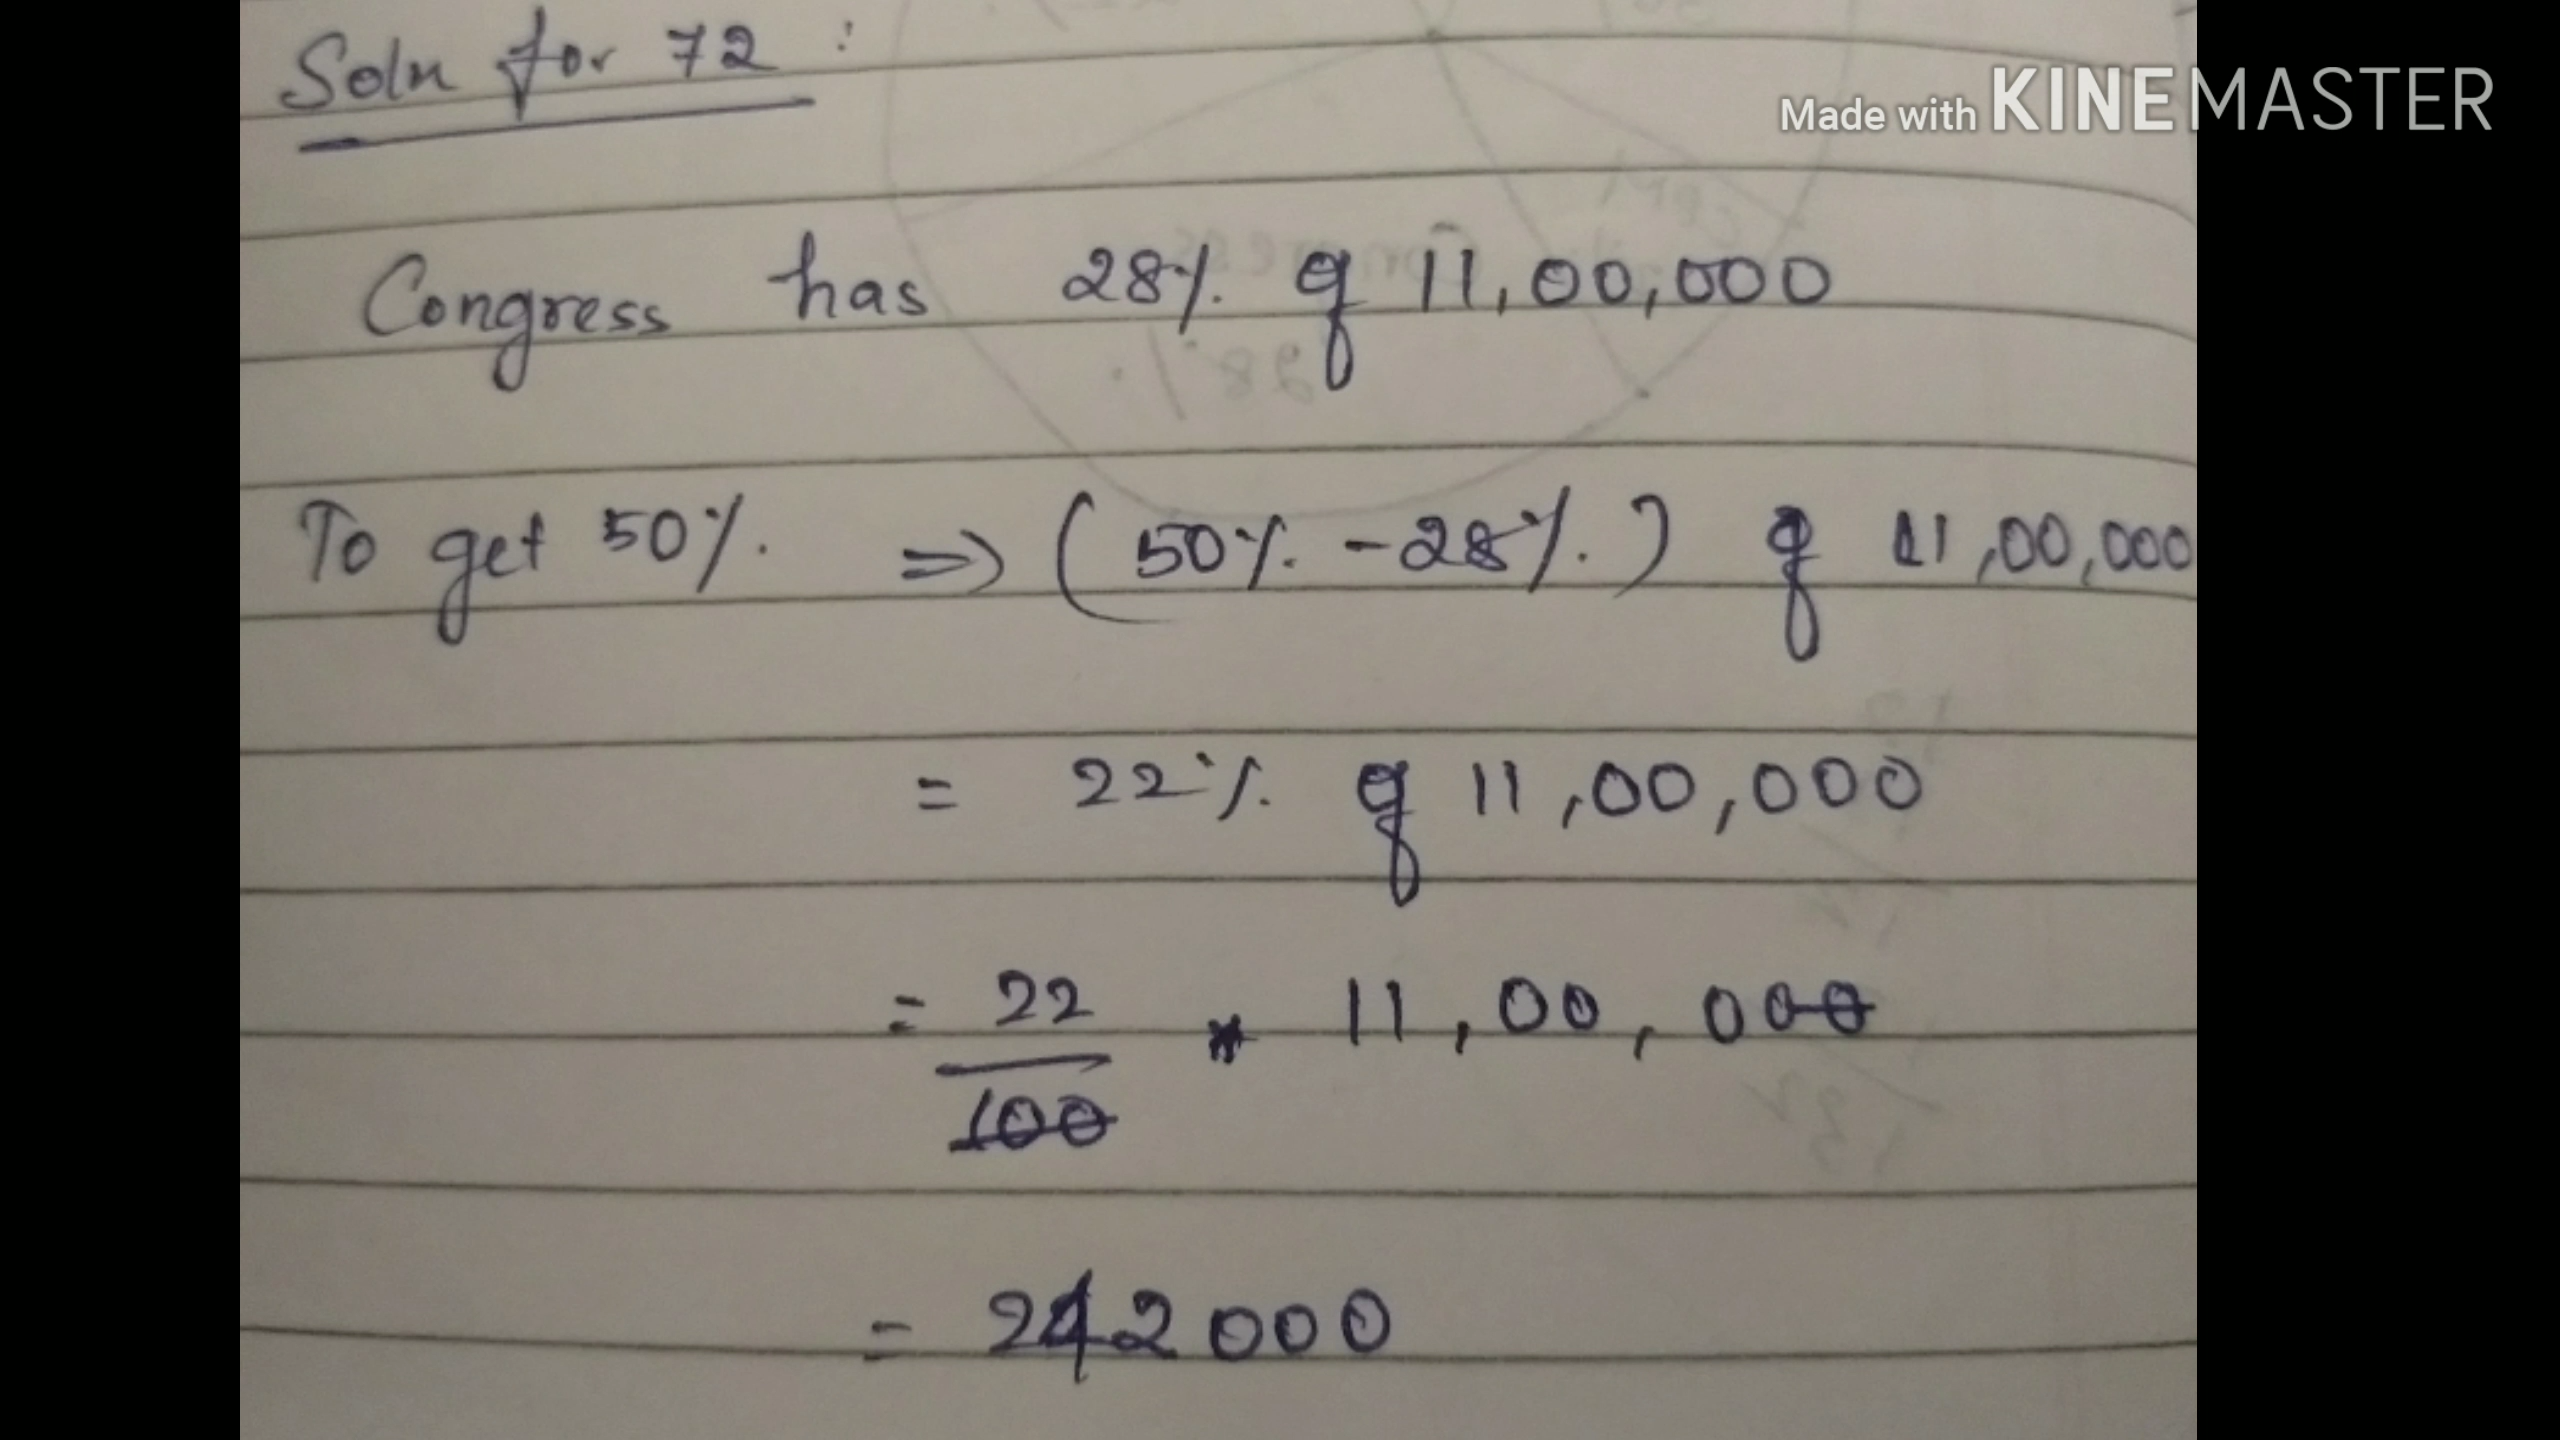 Soln for 72 :
Made with KINEMASTER
Congress has 28% of 11,00,000
To get 50% => (50% - 28%) of 11,00,000
= 22% of 11,00,000
= 22/100 * 11,00,000
= 242000